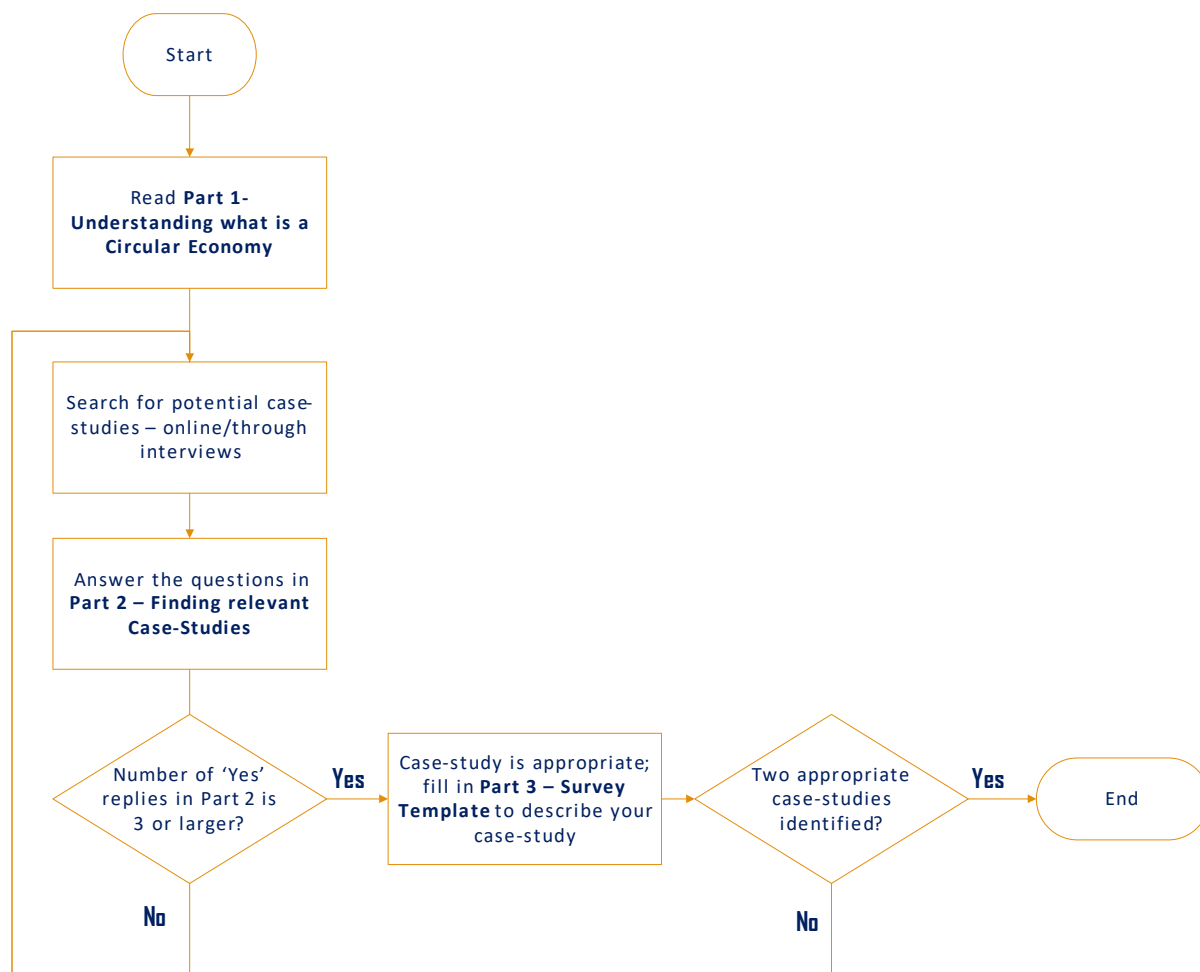 Start
Read Part 1-
Understanding what is a
Circular Economy
Search for potential case-
studies – online/through
interviews
Answer the questions in
Part 2 – Finding relevant
Case-Studies
Number of ‘Yes’
replies in Part 2 is
3 or larger?
Yes
No
Case-study is appropriate;
fill in Part 3 – Survey
Template to describe your
case-study
Two appropriate
case-studies
identified?
Yes
No
End